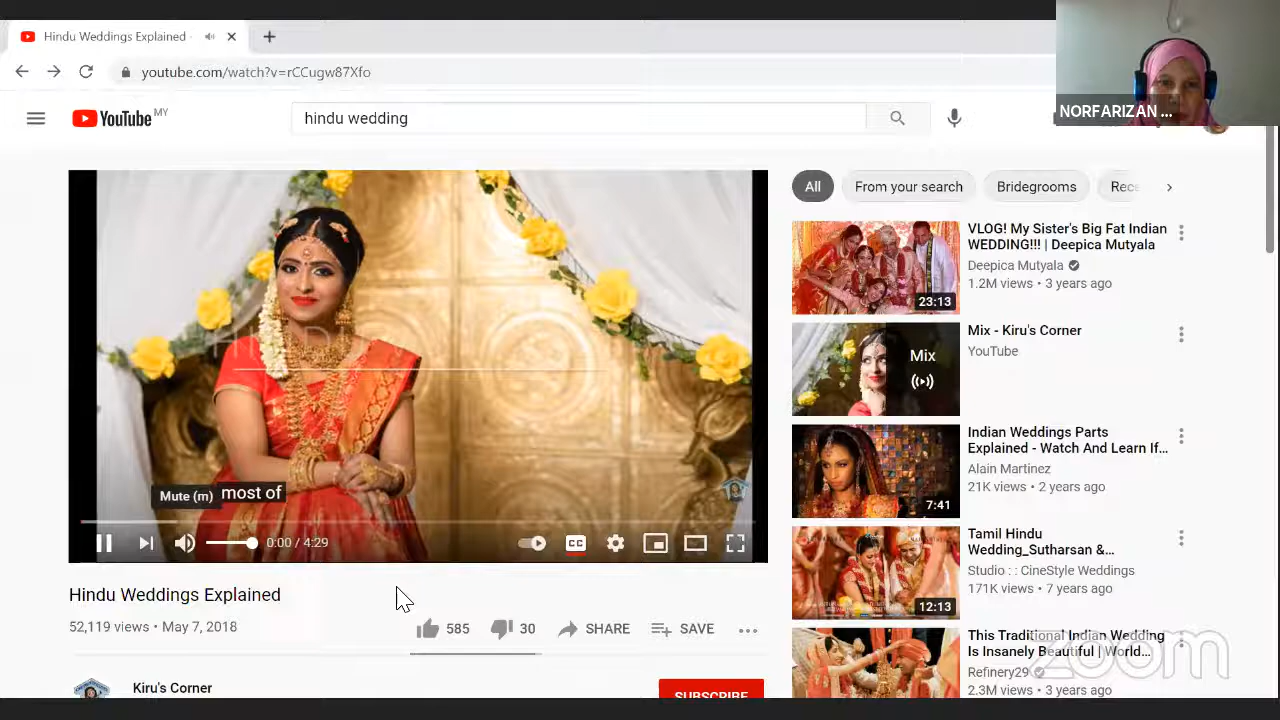 Hindu Weddings Explained
youtube.com/watch?v=rCCugw87Xfo
NORFARIZAN ...
YouTube MY
hindu wedding
All
From your search
Bridegrooms
Rece
HINDU
most of
Mute (m)
0:00 / 4:29
CC
Hindu Weddings Explained
52,119 views • May 7, 2018
585
30
SHARE
SAVE
Kiru's Corner
SUBSCRIBE
VLOG! My Sister's Big Fat Indian
WEDDING!!! | Deepica Mutyala
Deepica Mutyala
1.2M views • 3 years ago
23:13
Mix
Mix - Kiru's Corner
YouTube
Indian Weddings Parts
Explained - Watch And Learn If...
Alain Martinez
21K views • 2 years ago
7:41
Tamil Hindu
Wedding_Sutharsan &...
Studio : : CineStyle Weddings
171K views • 7 years ago
12:13
This Traditional Indian Wedding
Is Insanely Beautiful | World...
Refinery29
2.3M views • 3 years ago
zoom